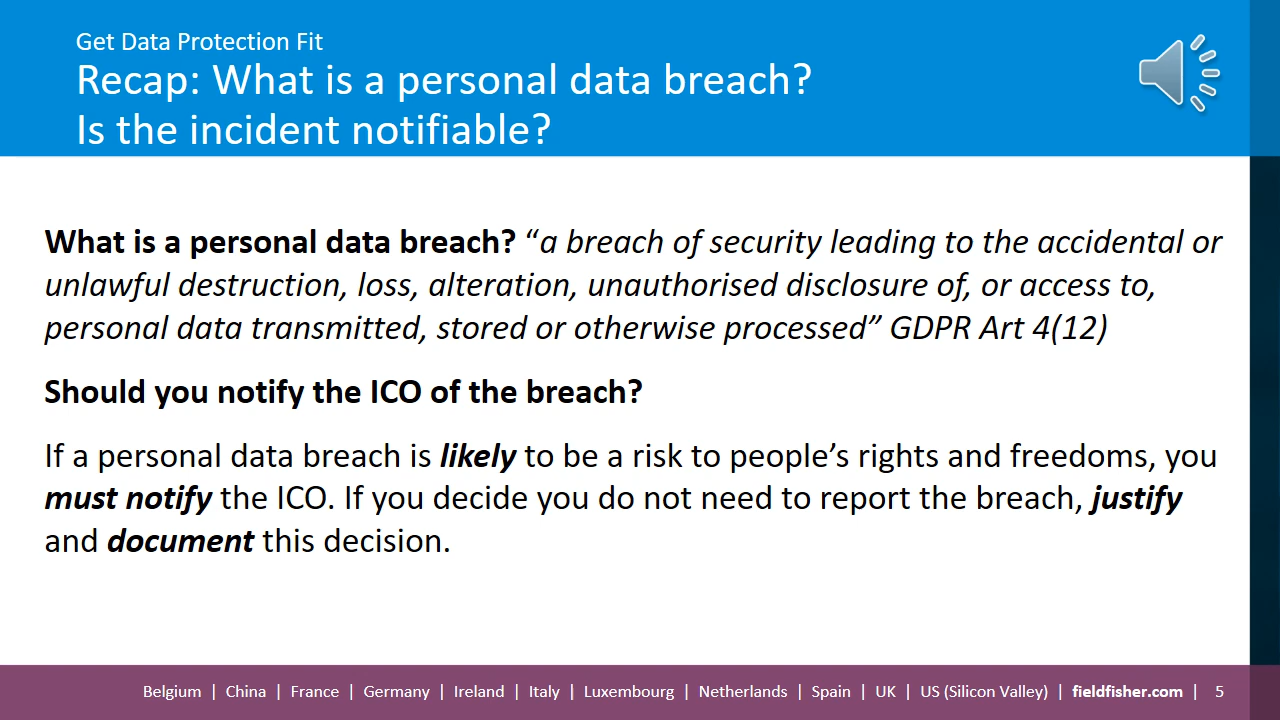 Get Data Protection Fit
Recap: What is a personal data breach?
Is the incident notifiable?
What is a personal data breach? “a breach of security leading to the accidental or
unlawful destruction, loss, alteration, unauthorised disclosure of, or access to,
personal data transmitted, stored or otherwise processed” GDPR Art 4(12)
Should you notify the ICO of the breach?
If a personal data breach is likely to be a risk to people’s rights and freedoms, you
must notify the ICO. If you decide you do not need to report the breach, justify
and document this decision.
Belgium | China | France | Germany | Ireland | Italy | Luxembourg | Netherlands | Spain | UK | US (Silicon Valley) | fieldfisher.com | 5